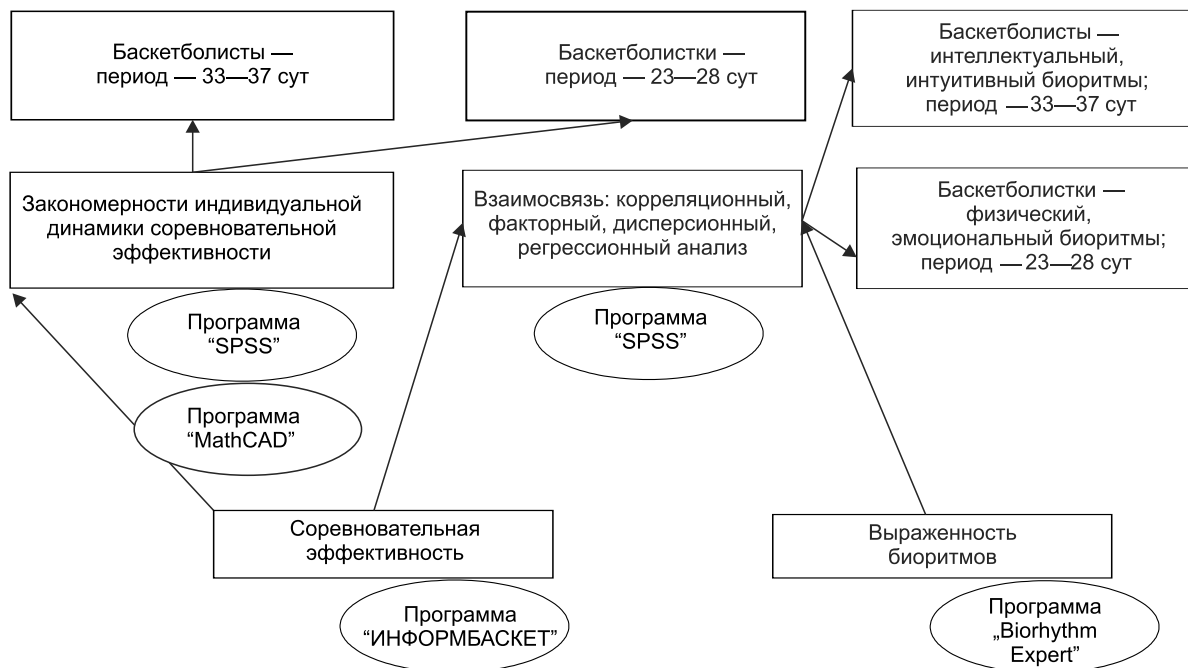 Баскетболисты —
период — 33—37 сут
Баскетболистки —
период — 23—28 сут
Баскетболисты —
интеллектуальный,
интуитивный биоритмы;
период — 33—37 сут
Закономерности индивидуальной
динамики соревновательной
эффективности
Взаимосвязь: корреляционный,
факторный, дисперсионный,
регрессионный анализ
Баскетболистки —
физический,
эмоциональный биоритмы;
период — 23—28 сут
Программа
“SPSS”
Программа
“SPSS”
Программа
“MathCAD”
Соревновательная
эффективность
Выраженность
биоритмов
Программа
“ИНФОРМБАСКЕТ”
Программа
„Biorhythm
Expert”